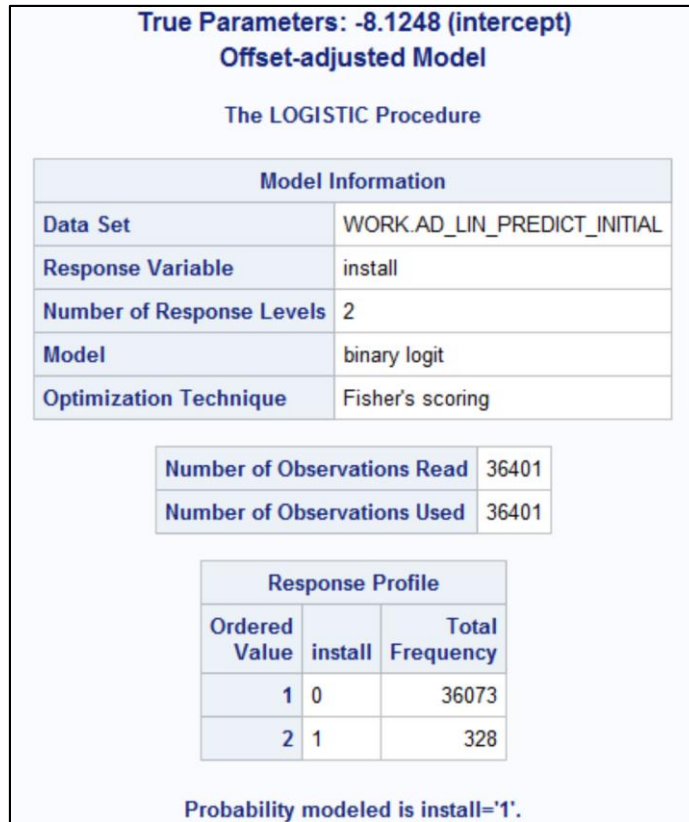 True Parameters: -8.1248 (intercept)
Offset-adjusted Model
The LOGISTIC Procedure
Model Information
Data Set WORK.AD_LIN_PREDICT_INITIAL
Response Variable install
Number of Response Levels 2
Model binary logit
Optimization Technique Fisher's scoring
Number of Observations Read 36401
Number of Observations Used 36401
Response Profile
Ordered Value install Total Frequency
1 0 36073
2 1 328
Probability modeled is install='1'.